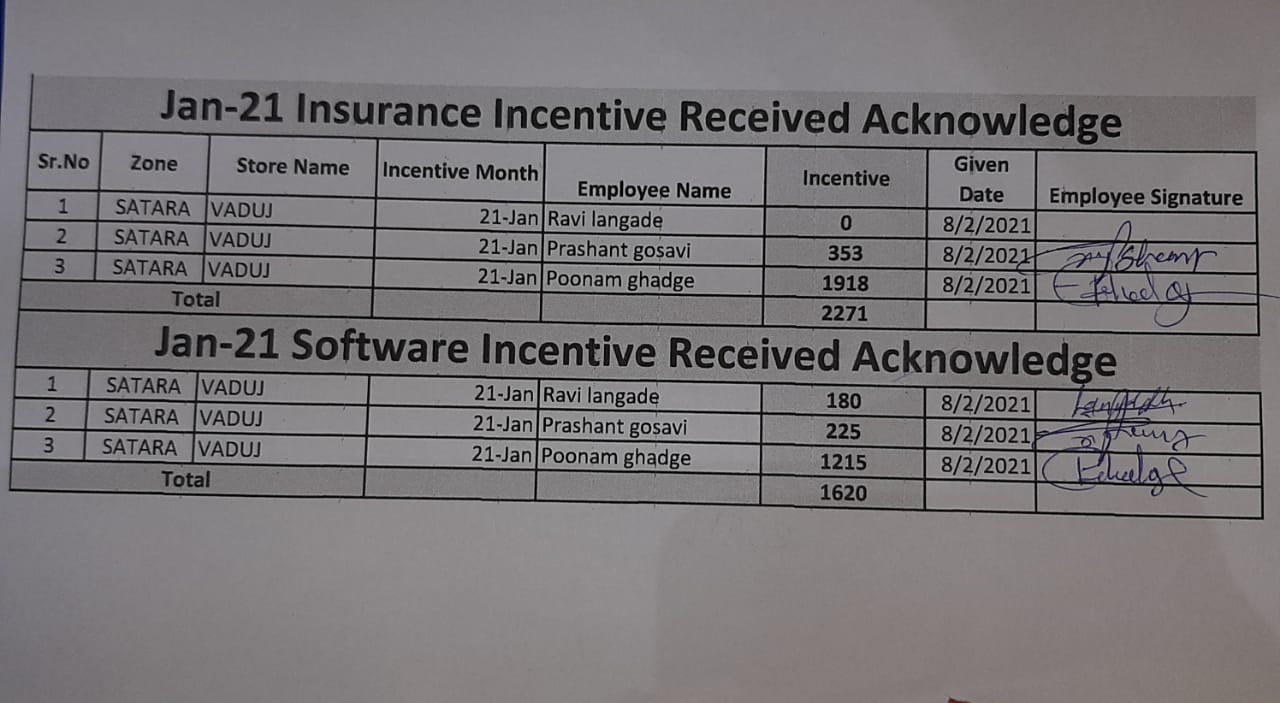 Jan-21 Insurance Incentive Received Acknowledge
Sr.No Zone Store Name Incentive Month Employee Name Incentive Given Date Employee Signature
1 SATARA VADUJ 21-Jan Ravi langade 0 8/2/2021
2 SATARA VADUJ 21-Jan Prashant gosavi 353 8/2/2021
3 SATARA VADUJ 21-Jan Poonam ghadge 1918 8/2/2021
Total 2271
Jan-21 Software Incentive Received Acknowledge
1 SATARA VADUJ 21-Jan Ravi langade 180 8/2/2021
2 SATARA VADUJ 21-Jan Prashant gosavi 225 8/2/2021
3 SATARA VADUJ 21-Jan Poonam ghadge 1215 8/2/2021
Total 1620